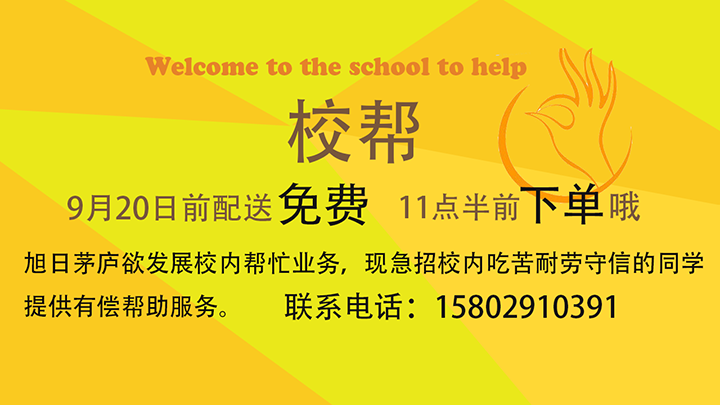 Welcome to the school to help
校帮
9月20日前配送免费 11点半前下单哦
旭日茅庐欲发展校内帮忙业务，现急招校内吃苦耐劳守信的同学
提供有偿帮助服务。 联系电话：15802910391